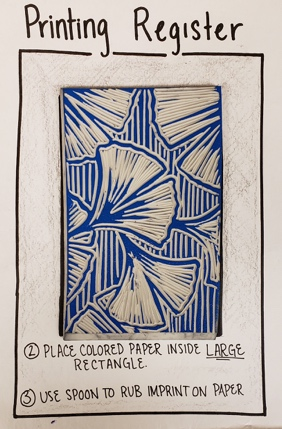 Printing Register
② PLACE COLORED PAPER INSIDE LARGE
RECTANGLE.
③ USE SPOON TO RUB IMPRINT ON PAPER